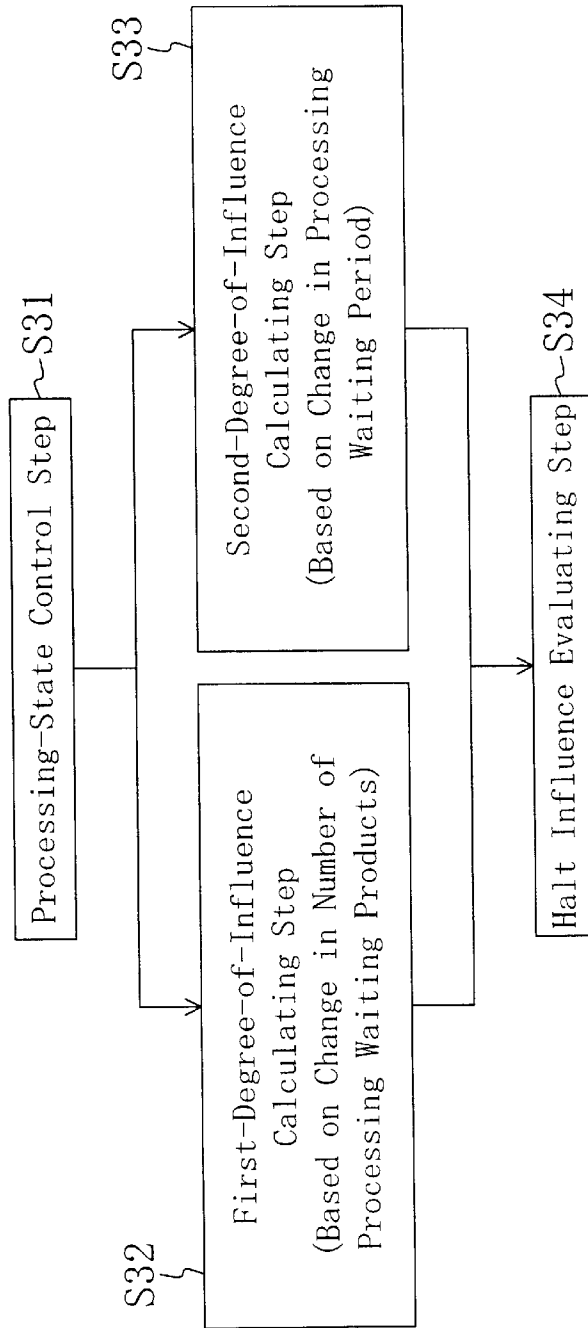 Processing-State Control Step
S31
S32
First-Degree-of-Influence
Calculating Step
(Based on Change in Number of
Processing Waiting Products)
S33
Second-Degree-of-Influence
Calculating Step
(Based on Change in Processing
Waiting Period)
Halt Influence Evaluating Step
S34